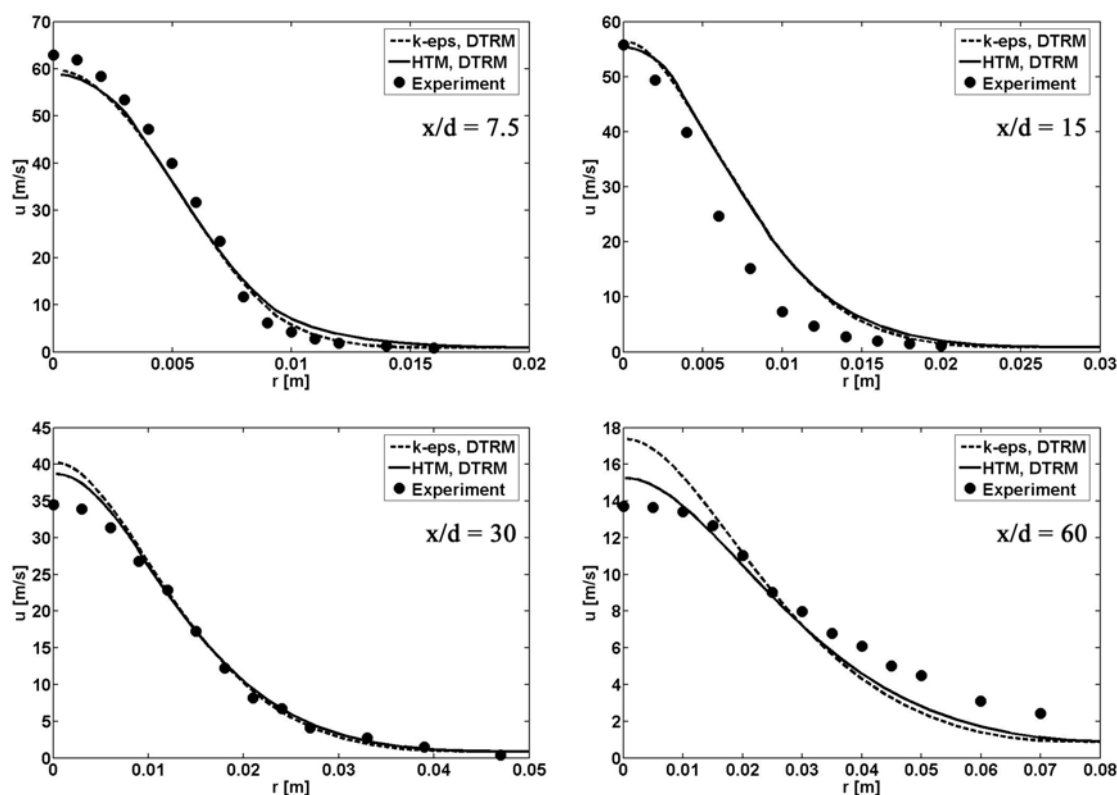 70
60
50
40
30
20
10
0
u [m/s]
0
0.005
0.01
0.015
0.02
r [m]
k-eps, DTRM
HTM, DTRM
Experiment
x/d = 7.5
60
50
40
30
20
10
0
u [m/s]
0
0.005
0.01
0.015
0.02
0.025
0.03
r [m]
k-eps, DTRM
HTM, DTRM
Experiment
x/d = 15
45
40
35
30
25
20
15
10
5
0
u [m/s]
0
0.01
0.02
0.03
0.04
0.05
r [m]
k-eps, DTRM
HTM, DTRM
Experiment
x/d = 30
18
16
14
12
10
8
6
4
2
0
u [m/s]
0
0.01
0.02
0.03
0.04
0.05
0.06
0.07
0.08
r [m]
k-eps, DTRM
HTM, DTRM
Experiment
x/d = 60